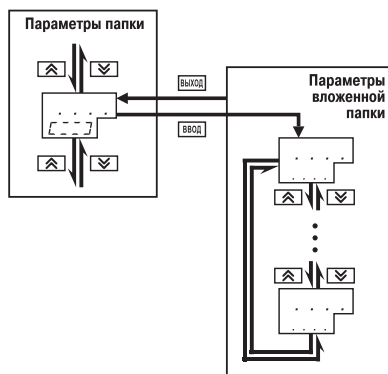 Параметры папки
ВЫХОД
ВВОД
Параметры
вложенной
папки